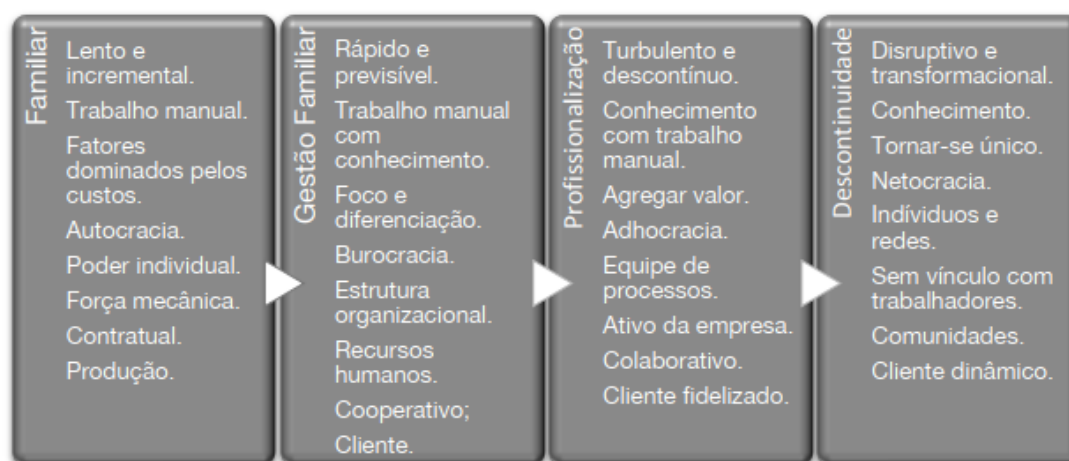 Familiar
Lento e
incremental.
Trabalho manual.
Fatores
dominados pelos
custos.
Autocracia.
Poder individual.
Força mecânica.
Contratual.
Produção.
Gestão Familiar
Rápido e
previsível.
Trabalho manual
com
conhecimento.
Foco e
diferenciação.
Burocracia.
Estrutura
organizacional.
Recursos
humanos.
Cooperativo;
Cliente.
Profissionalização
Turbulento e
descontínuo.
Conhecimento
com trabalho
manual.
Agregar valor.
Adhocracia.
Equipe de
processos.
Ativo da empresa.
Colaborativo.
Cliente fidelizado.
Descontinuidade
Disruptivo e
transformacional.
Conhecimento.
Tornar-se único.
Netocracia.
Indíviduos e
redes.
Sem vínculo com
trabalhadores.
Comunidades.
Cliente dinâmico.